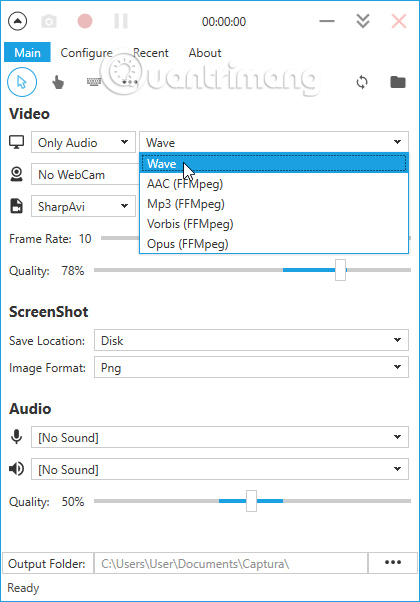 00:00:00
Main Configure Recent About
uantrimang
Video
Only Audio Wave
Wave
No WebCam
AAC (FFMpeg)
SharpAvi Mp3 (FFMpeg)
Vorbis (FFMpeg)
Frame Rate: 10 Opus (FFMpeg)
Quality: 78%
ScreenShot
Save Location: Disk
Image Format: Png
Audio
[No Sound]
[No Sound]
Quality: 50%
Output Folder: C:\Users\User\Documents\Captura\ •••
Ready